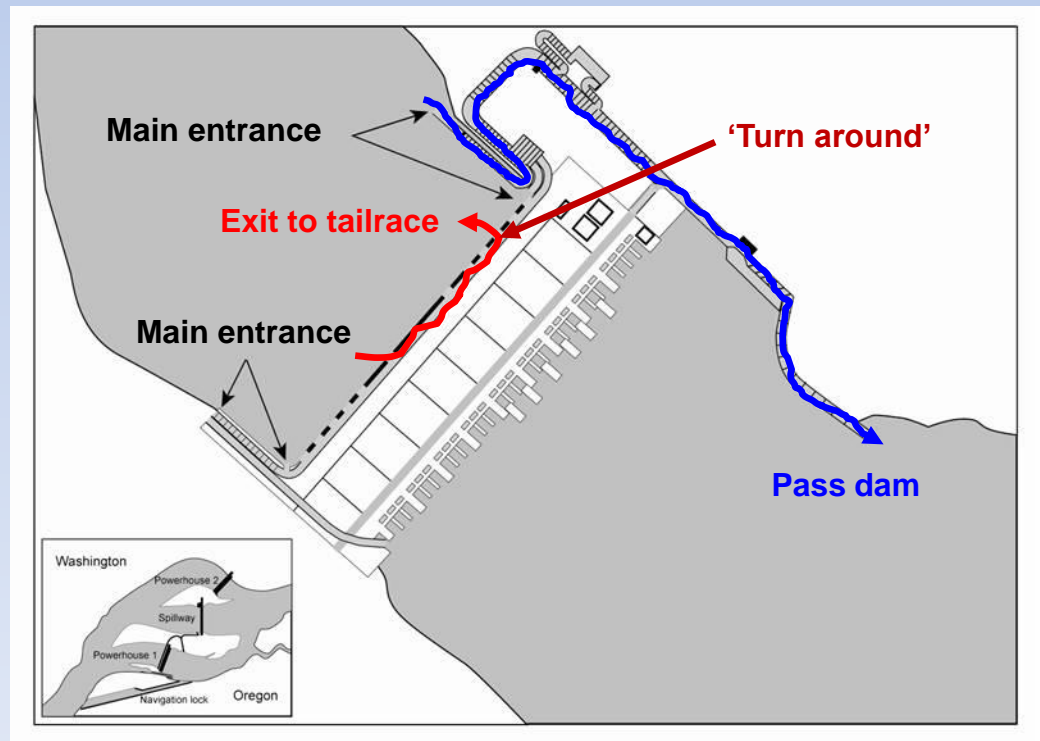 Main entrance
‘Turn around’
Exit to tailrace
Main entrance
Pass dam
Washington
Powerhouse 2
Spillway
Powerhouse 1
Oregon
Navigation lock